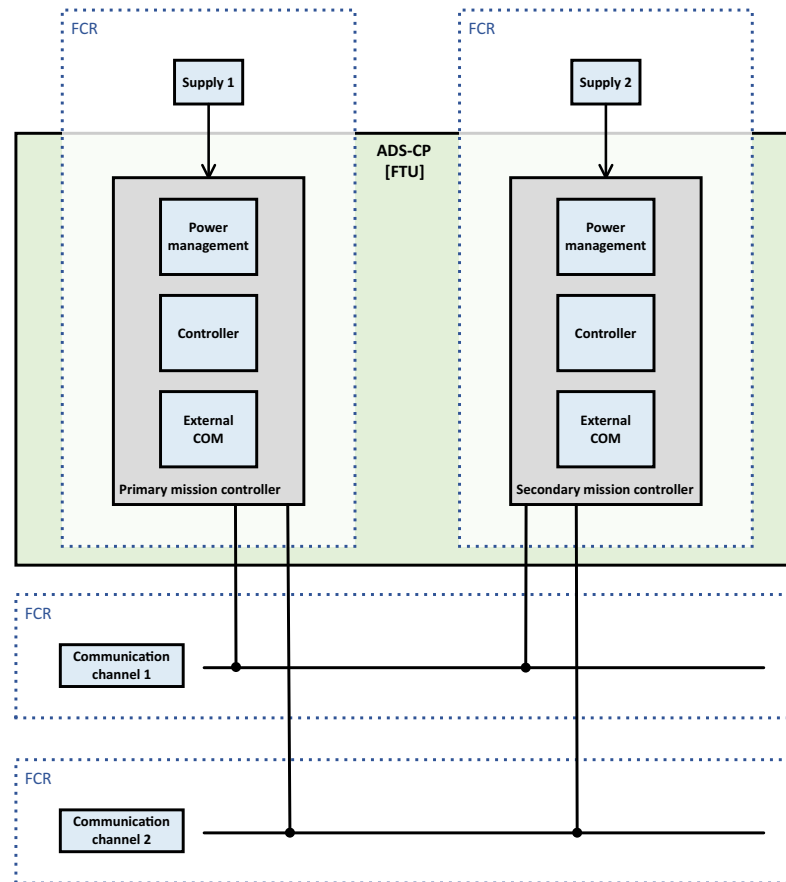 FCR
FCR
Supply 1
Supply 2
ADS-CP
[FTU]
Power
management
Controller
External
COM
Primary mission controller
Power
management
Controller
External
COM
Secondary mission controller
FCR
Communication
channel 1
FCR
Communication
channel 2